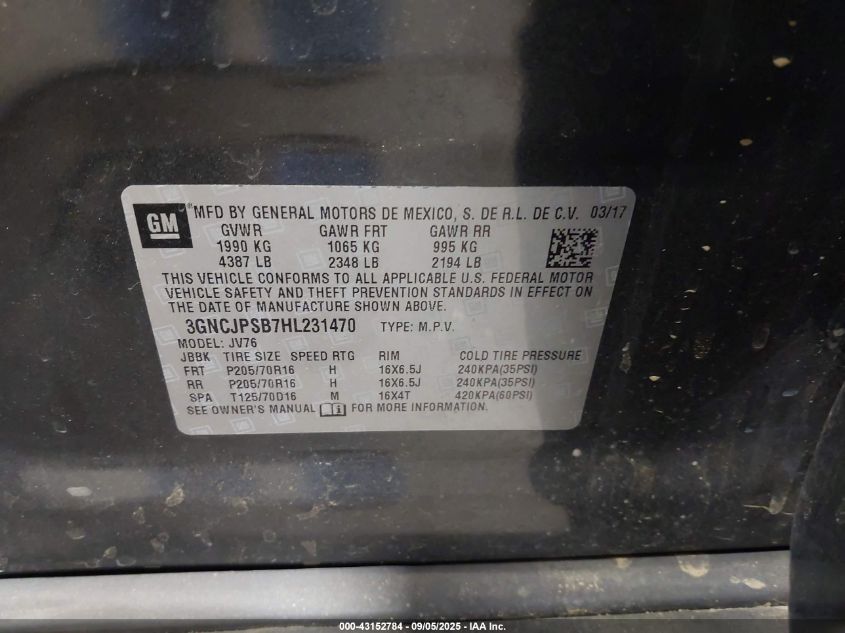 GM ® MFD BY GENERAL MOTORS DE MEXICO, S. DE R.L. DE C.V. 03/17
GVWR GAWR FRT GAWR RR
1990 KG 1065 KG 995 KG
4387 LB 2348 LB 2194 LB
THIS VEHICLE CONFORMS TO ALL APPLICABLE U.S. FEDERAL MOTOR
VEHICLE SAFETY AND THEFT PREVENTION STANDARDS IN EFFECT ON
THE DATE OF MANUFACTURE SHOWN ABOVE.
3GNCJPSB7HL231470 TYPE: M.P.V.
MODEL: JV76
JBBK TIRE SIZE SPEED RTG RIM COLD TIRE PRESSURE
FRT P205/70R16 H 16X6.5J 240KPA(35PSI)
RR P205/70R16 H 16X6.5J 240KPA(35PSI)
SPA T125/70D16 M 16X4T 420KPA(60PSI)
SEE OWNER'S MANUAL FOR MORE INFORMATION.
000-43152784 - 09/05/2025 - IAA Inc.